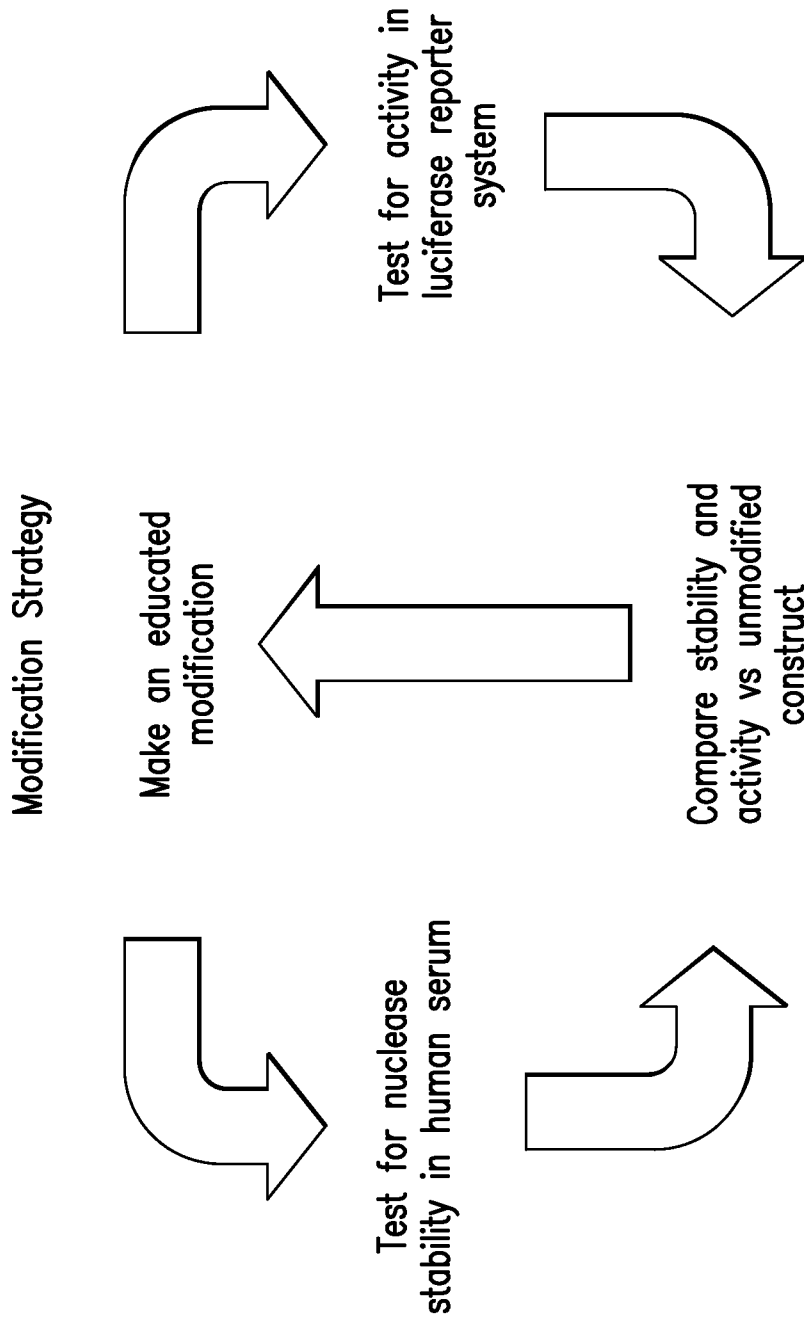 Modification Strategy
Make an educated
modification
Test for nuclease
stability in human serum
Test for activity in
luciferase reporter
system
Compare stability and
activity vs unmodified
construct